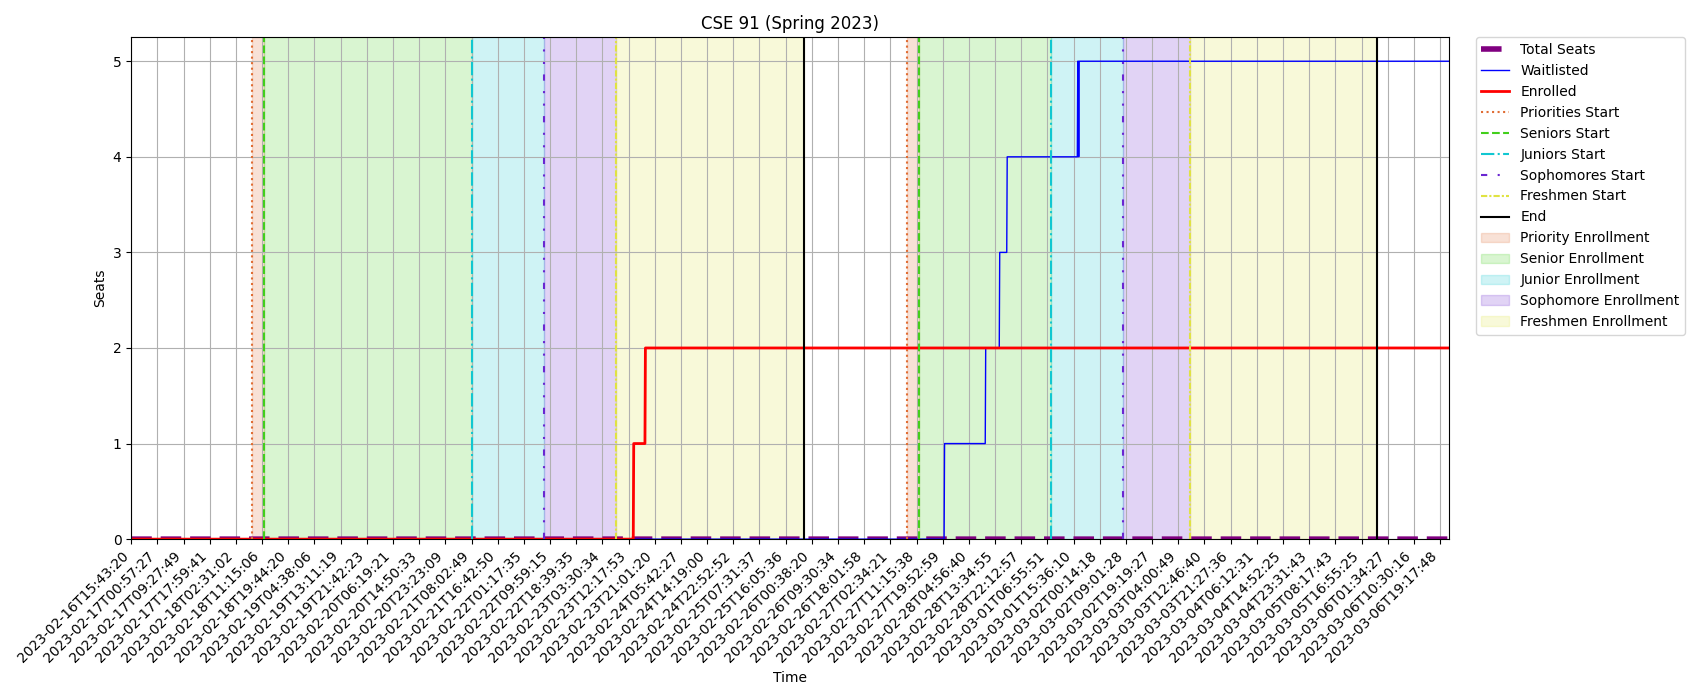 CSE 91 (Spring 2023)
Seats
5
4
3
2
1
0
2023-02-16T15:43:20
2023-02-17T00:57:27
2023-02-17T09:27:49
2023-02-17T17:59:41
2023-02-18T02:31:02
2023-02-18T11:15:06
2023-02-18T19:44:20
2023-02-19T04:38:06
2023-02-19T13:11:19
2023-02-19T21:42:23
2023-02-20T06:19:21
2023-02-20T14:50:33
2023-02-20T23:23:09
2023-02-21T08:02:49
2023-02-21T16:42:50
2023-02-22T01:17:35
2023-02-22T09:59:15
2023-02-22T18:39:35
2023-02-23T03:30:34
2023-02-23T12:17:53
2023-02-23T21:01:20
2023-02-24T05:42:27
2023-02-24T14:19:00
2023-02-24T22:52:52
2023-02-25T07:31:37
2023-02-25T16:05:36
2023-02-26T00:38:20
2023-02-26T09:30:34
2023-02-26T18:01:58
2023-02-27T02:34:21
2023-02-27T11:15:38
2023-02-27T19:52:59
2023-02-28T04:56:40
2023-02-28T13:34:55
2023-02-28T22:12:57
2023-03-01T06:55:51
2023-03-01T15:36:10
2023-03-02T00:14:18
2023-03-02T09:01:28
2023-03-02T19:19:27
2023-03-03T04:00:49
2023-03-03T12:46:40
2023-03-03T21:27:36
2023-03-04T06:12:31
2023-03-04T14:52:25
2023-03-04T23:31:43
2023-03-05T08:17:43
2023-03-05T16:55:25
2023-03-06T01:34:27
2023-03-06T10:30:16
2023-03-06T19:17:48
Time
Total Seats
Waitlisted
Enrolled
Priorities Start
Seniors Start
Juniors Start
Sophomores Start
Freshmen Start
End
Priority Enrollment
Senior Enrollment
Junior Enrollment
Sophomore Enrollment
Freshmen Enrollment